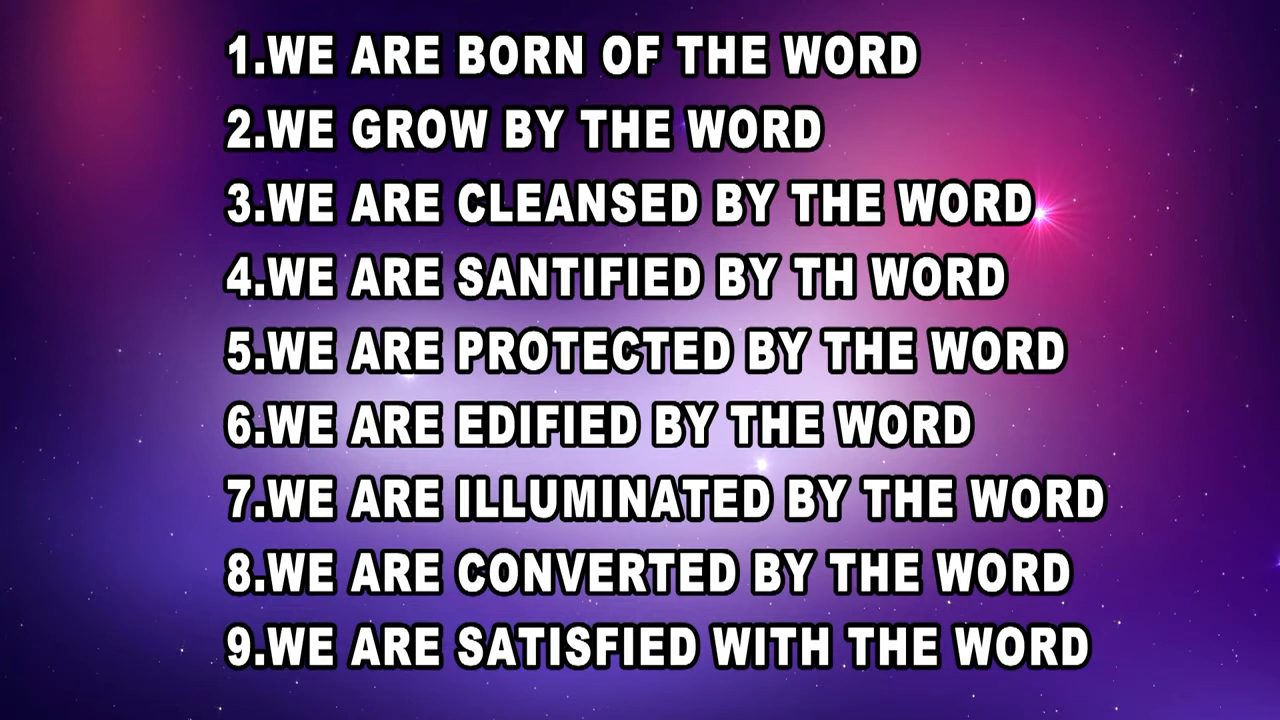 1.WE ARE BORN OF THE WORD
2.WE GROW BY THE WORD
3.WE ARE CLEANSED BY THE WORD
4.WE ARE SANTIFIED BY TH WORD
5.WE ARE PROTECTED BY THE WORD
6.WE ARE EDIFIED BY THE WORD
7.WE ARE ILLUMINATED BY THE WORD
8.WE ARE CONVERTED BY THE WORD
9.WE ARE SATISFIED WITH THE WORD